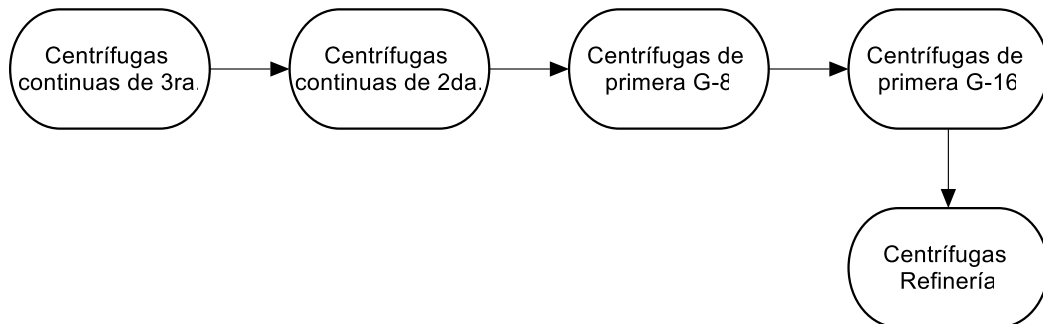 Centrífugas
continuas de 3ra.
Centrífugas
continuas de 2da.
Centrífugas de
primera G-8
Centrífugas de
primera G-16
Centrífugas
Refinería